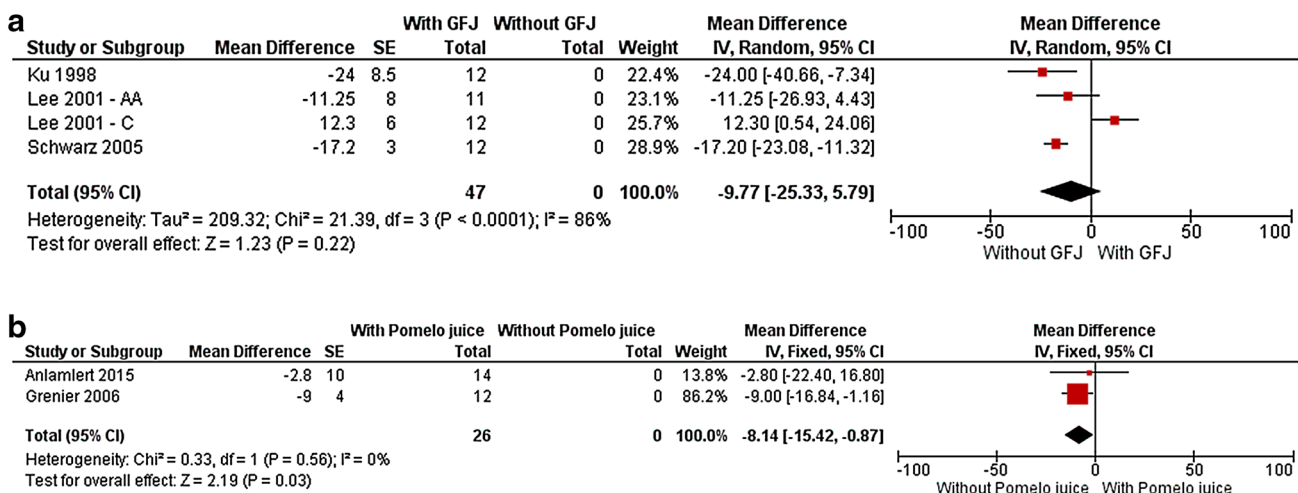 a
With GFJ Without GFJ Mean Difference Mean Difference
Study or Subgroup Mean Difference SE Total Total Weight IV, Random, 95% CI IV, Random, 95% CI
Ku 1998 -24 8.5 12 0 22.4% -24.00 [-40.66, -7.34]
Lee 2001 - AA -11.25 8 11 0 23.1% -11.25 [-26.93, 4.43]
Lee 2001 - C 12.3 6 12 0 25.7% 12.30 [0.54, 24.06]
Schwarz 2005 -17.2 3 12 0 28.9% -17.20 [-23.08, -11.32]
Total (95% CI) 47 0 100.0% -9.77 [-25.33, 5.79]
Heterogeneity: Tau² = 209.32; Chi² = 21.39, df = 3 (P < 0.0001); I² = 86%
Test for overall effect: Z = 1.23 (P = 0.22)
-100 -50 0 50 100
Without GFJ With GFJ
b
With Pomelo juice Without Pomelo juice Mean Difference Mean Difference
Study or Subgroup Mean Difference SE Total Total Weight IV, Fixed, 95% CI IV, Fixed, 95% CI
Anlamlert 2015 -2.8 10 14 0 13.8% -2.80 [-22.40, 16.80]
Grenier 2006 -9 4 12 0 86.2% -9.00 [-16.84, -1.16]
Total (95% CI) 26 0 100.0% -8.14 [-15.42, -0.87]
Heterogeneity: Chi² = 0.33, df = 1 (P = 0.56); I² = 0%
Test for overall effect: Z = 2.19 (P = 0.03)
-100 -50 0 50 100
Without Pomelo juice With Pomelo juice